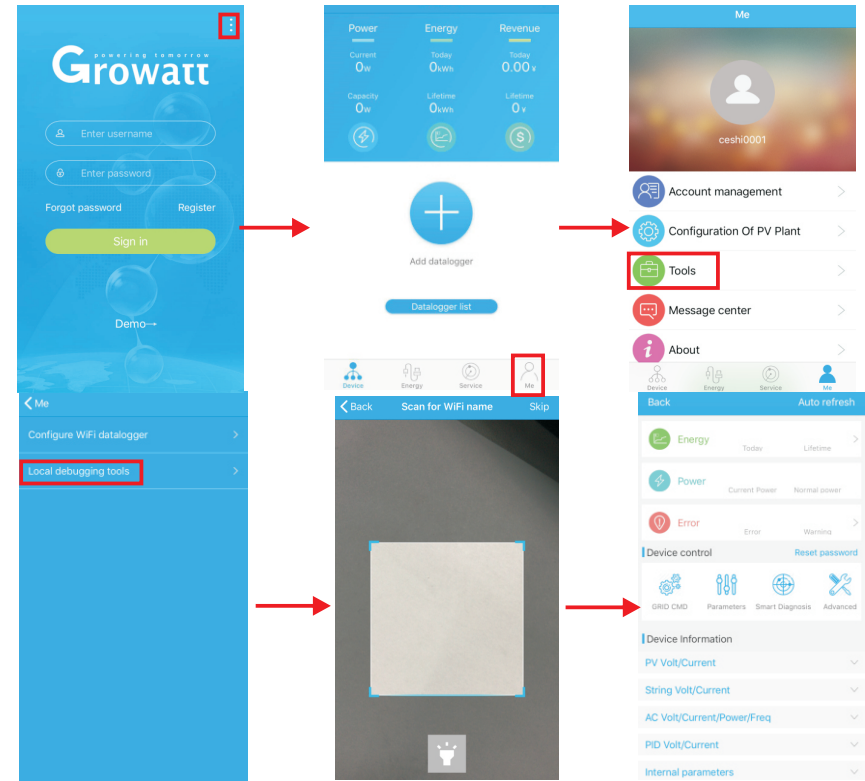 powering tomorrow
Growatt
Enter username
Enter password
Forgot password Register
Sign in
Demo→
Power Energy Revenue
Current Today Today
0w 0kWh 0.00¥
Capacity Lifetime Lifetime
0w 0kWh 0¥
Add datalogger
Datalogger list
Device Energy Service Me
Me
ceshi0001
Account management
Configuration Of PV Plant
Tools
Message center
About
Device Energy Service Me
Me
Configure WiFi datalogger
Local debugging tools
Back Scan for WiFi name Skip
Back Auto refresh
Energy
Today Lifetime
Power
Current Power Normal power
Error
Error Warning
Device control Reset password
GRID CMD Parameters Smart Diagnosis Advanced
Device Information
PV Volt/Current
String Volt/Current
AC Volt/Current/Power/Freq
PID Volt/Current
Internal parameters